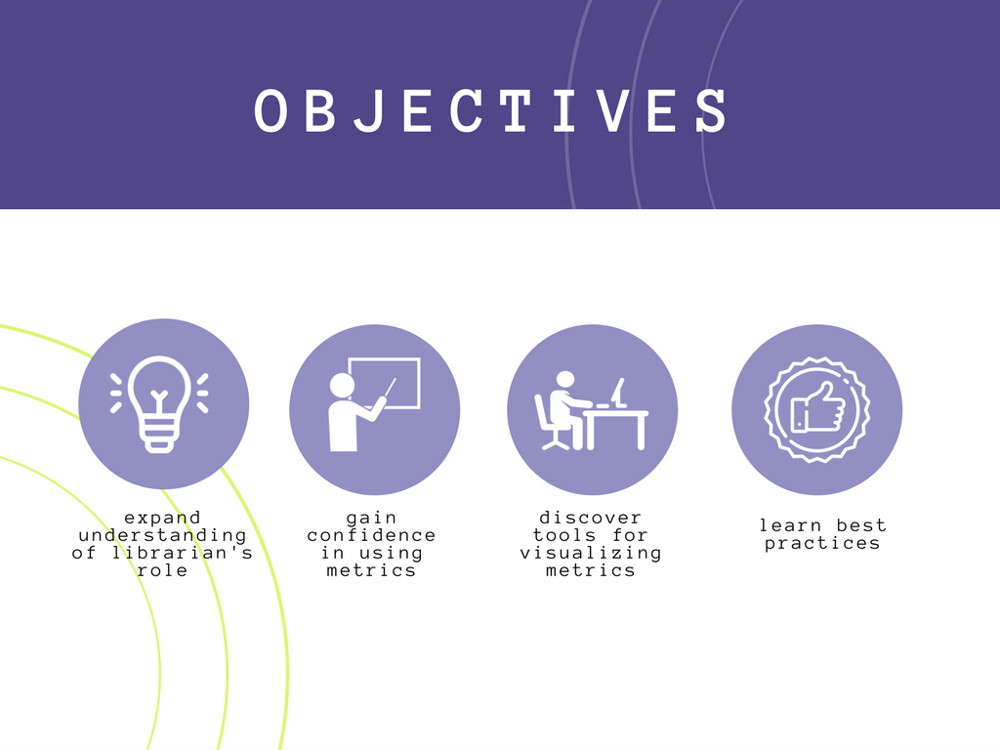 OBJECTIVES
expand
understanding
of librarian's
role
gain
confidence
in using
metrics
discover
tools for
visualizing
metrics
learn best
practices